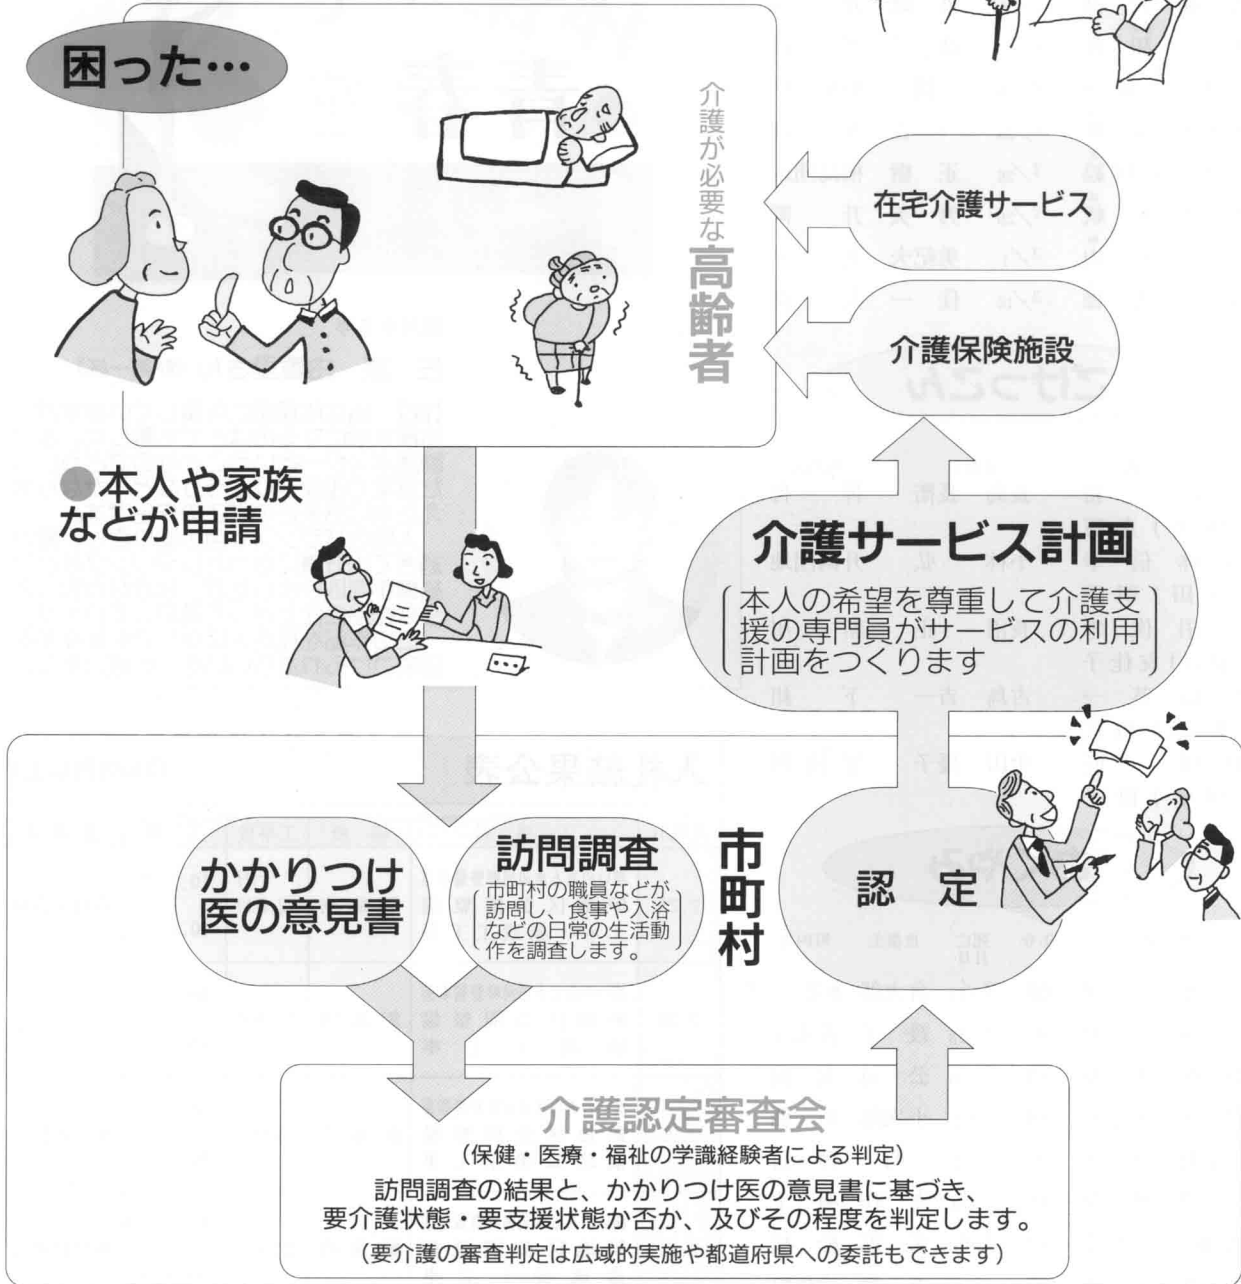 困った…
介護が必要な高齢者
在宅介護サービス
介護保険施設
●本人や家族
などが申請
介護サービス計画
本人の希望を尊重して介護支
援の専門員がサービスの利用
計画をつくります
かかりつけ
医の意見書
訪問調査
市町村の職員などが
訪問し、食事や入浴
などの日常の生活動
作を調査します。
市町村
認 定
介護認定審査会
(保健・医療・福祉の学識経験者による判定)
訪問調査の結果と、かかりつけ医の意見書に基づき、
要介護状態・要支援状態か否か、及びその程度を判定します。
(要介護の審査判定は広域的実施や都道府県への委託もできます)